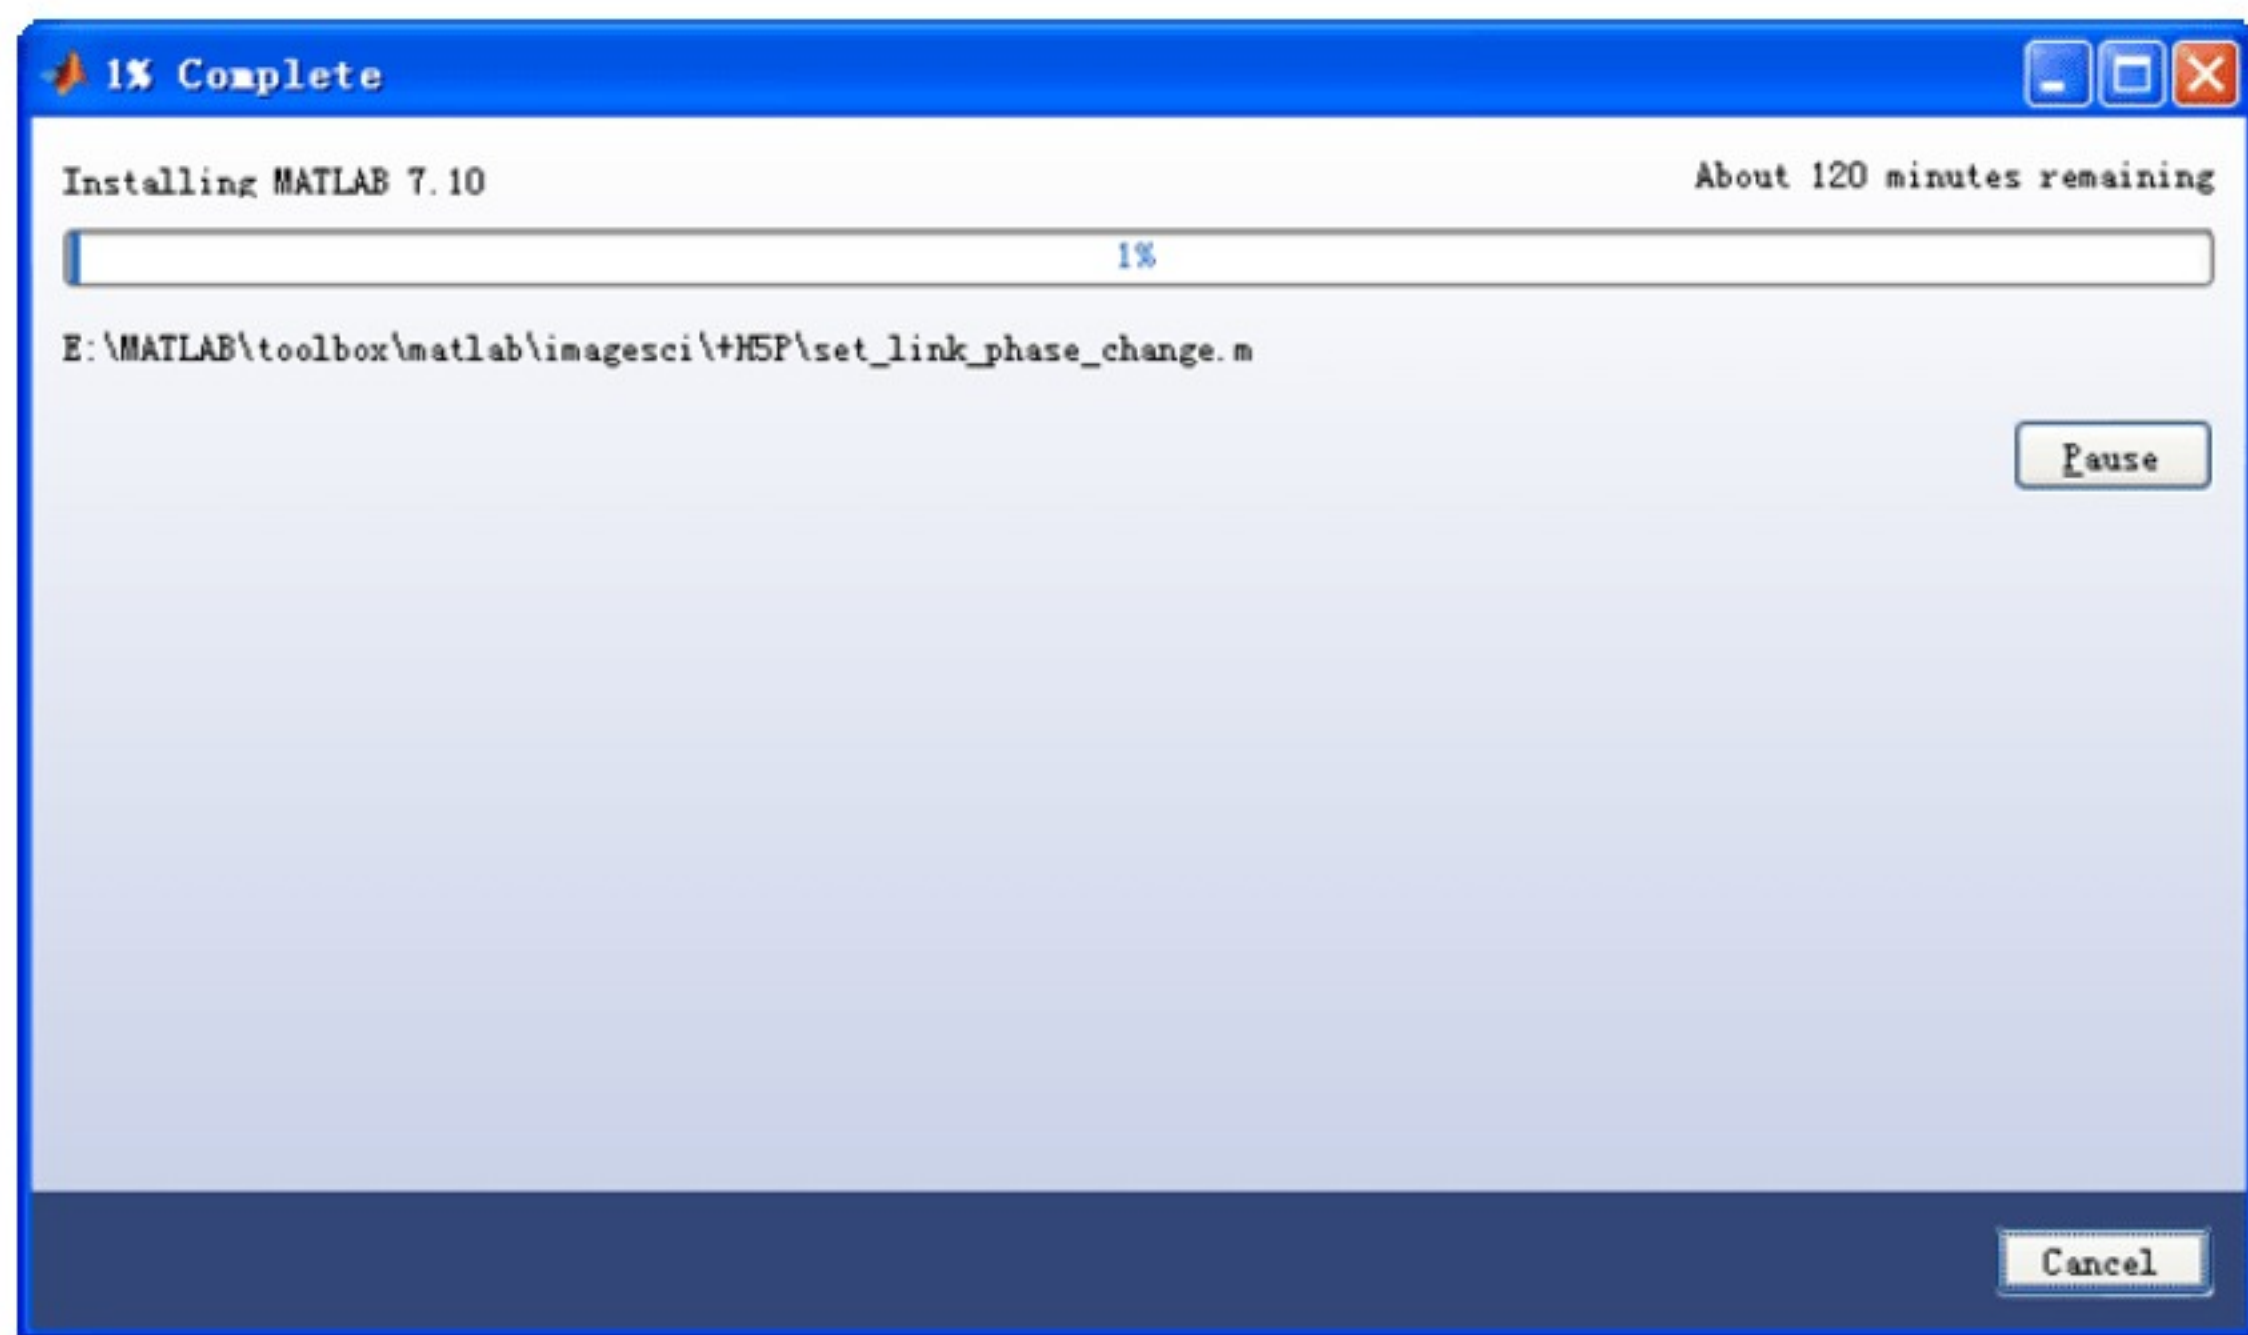 1% Complete
Installing MATLAB 7.10
About 120 minutes remaining
1%
E:\MATLAB\toolbox\matlab\imagesci\+H5P\set_link_phase_change.m
Pause
Cancel